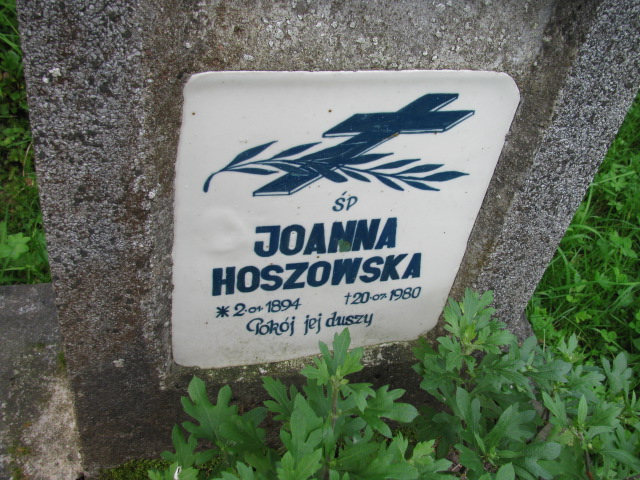 ŚP
JOANNA
HOSZOWSKA
* 2.01.1894 †20.07.1980
Pokój jej duszy